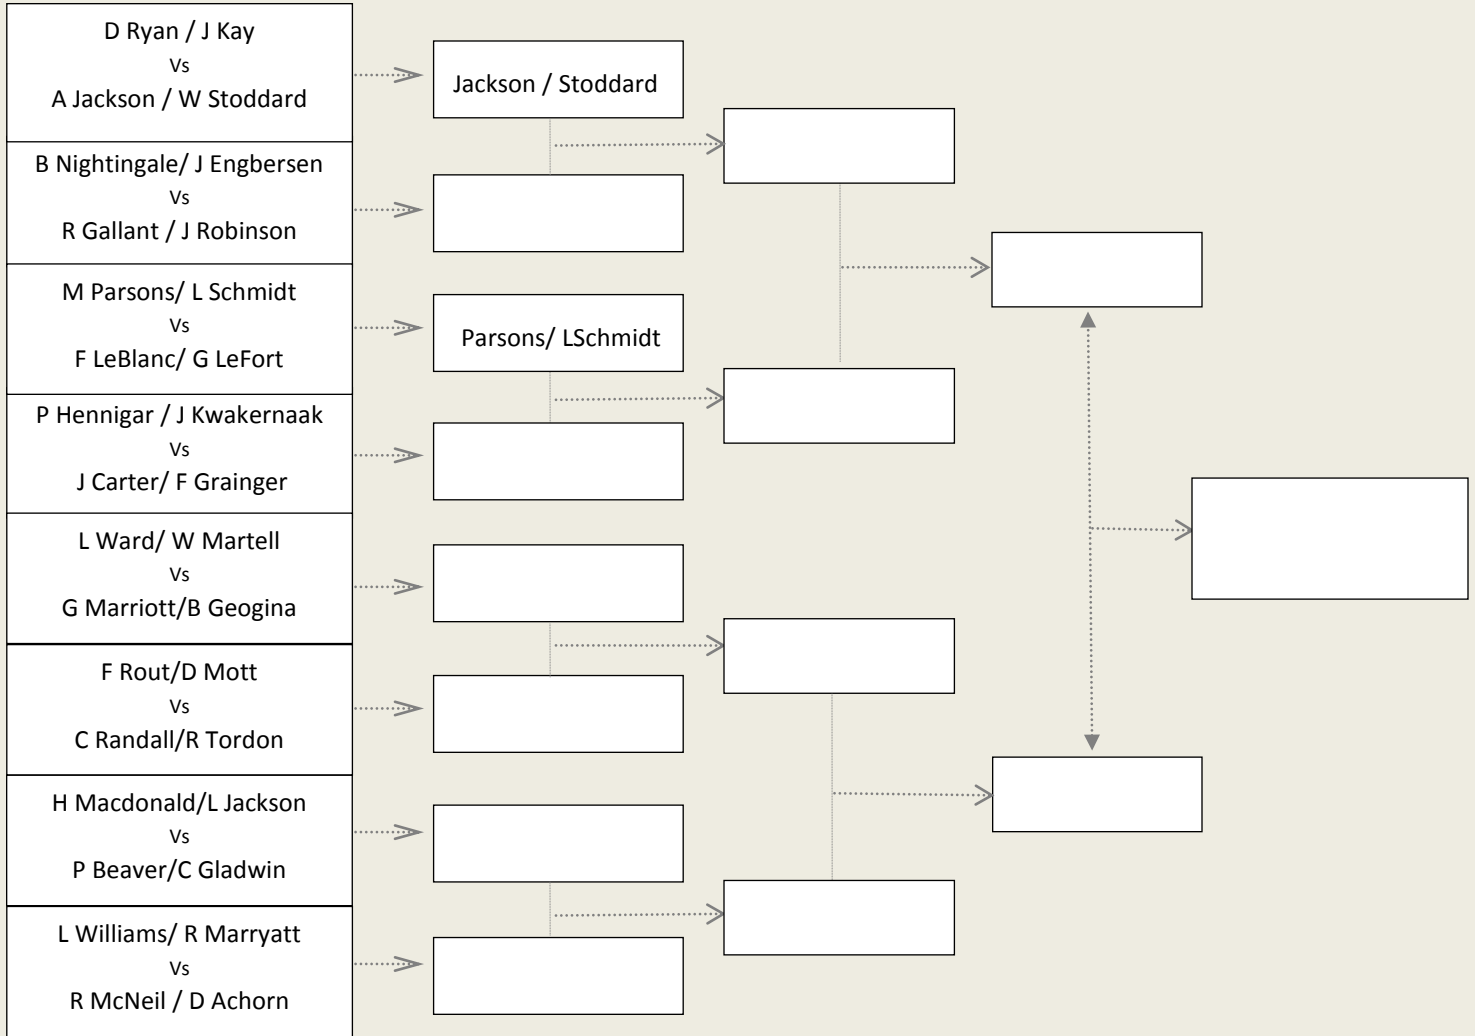 D Ryan / J Kay
Vs
A Jackson / W Stoddard
B Nightingale/ J Engbersen
Vs
R Gallant / J Robinson
M Parsons/ L Schmidt
Vs
F LeBlanc/ G LeFort
P Hennigar / J Kwakernaak
Vs
J Carter/ F Grainger
L Ward/ W Martell
Vs
G Marriott/B Geogina
F Rout/D Mott
Vs
C Randall/R Tordon
H Macdonald/L Jackson
Vs
P Beaver/C Gladwin
L Williams/ R Marryatt
Vs
R McNeil / D Achorn
Jackson / Stoddard
Parsons/ LSchmidt